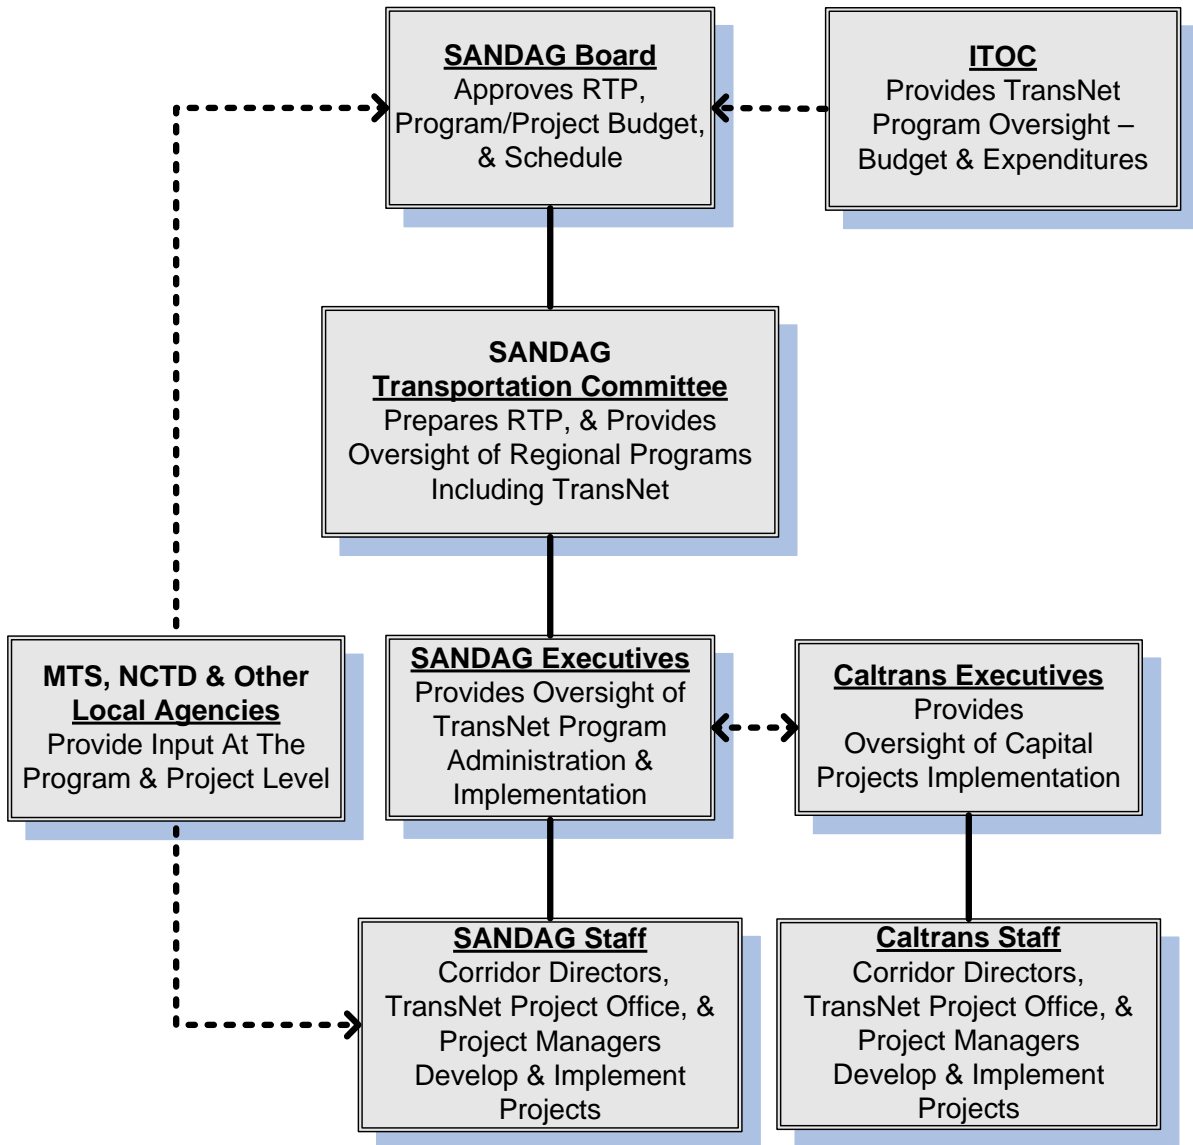 SANDAG Board
Approves RTP,
Program/Project Budget,
& Schedule
ITOC
Provides TransNet
Program Oversight –
Budget & Expenditures
SANDAG
Transportation Committee
Prepares RTP, & Provides
Oversight of Regional Programs
Including TransNet
MTS, NCTD & Other
Local Agencies
Provide Input At The
Program & Project Level
SANDAG Executives
Provides Oversight of
TransNet Program
Administration &
Implementation
Caltrans Executives
Provides
Oversight of Capital
Projects Implementation
SANDAG Staff
Corridor Directors,
TransNet Project Office, &
Project Managers
Develop & Implement
Projects
Caltrans Staff
Corridor Directors,
TransNet Project Office, &
Project Managers
Develop & Implement
Projects